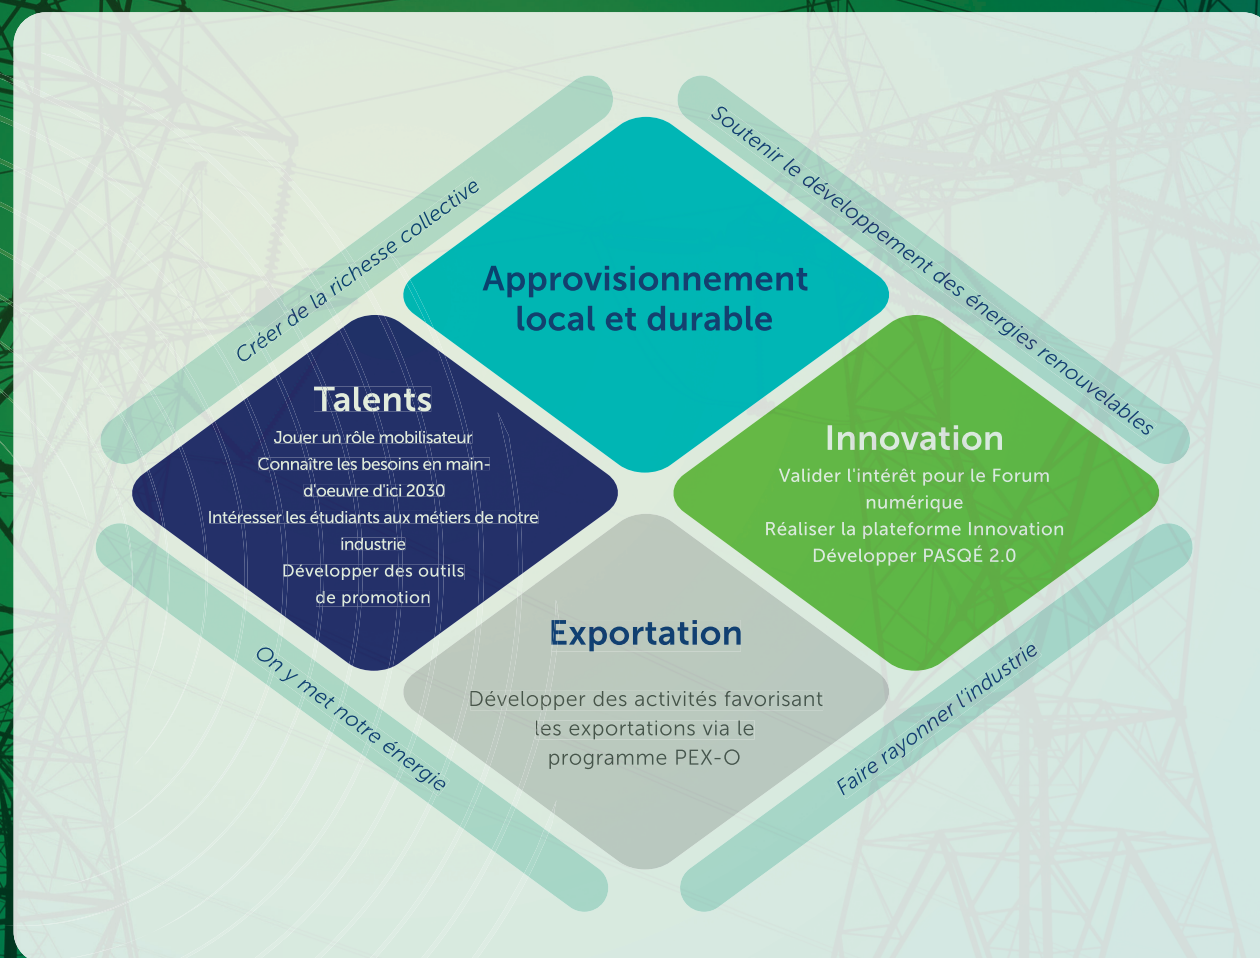 Créer de la richesse collective
Soutenir le développement des énergies renouvelables
Approvisionnement
local et durable
Talents
Jouer un rôle mobilisateur
Connaître les besoins en main-
d'oeuvre d'ici 2030
Intéresser les étudiants aux métiers de notre
industrie
Développer des outils
de promotion
Innovation
Valider l'intérêt pour le Forum
numérique
Réaliser la plateforme Innovation
Développer PASQÉ 2.0
Exportation
Développer des activités favorisant
les exportations via le
programme PEX-O
On y met notre énergie
Faire rayonner l'industrie